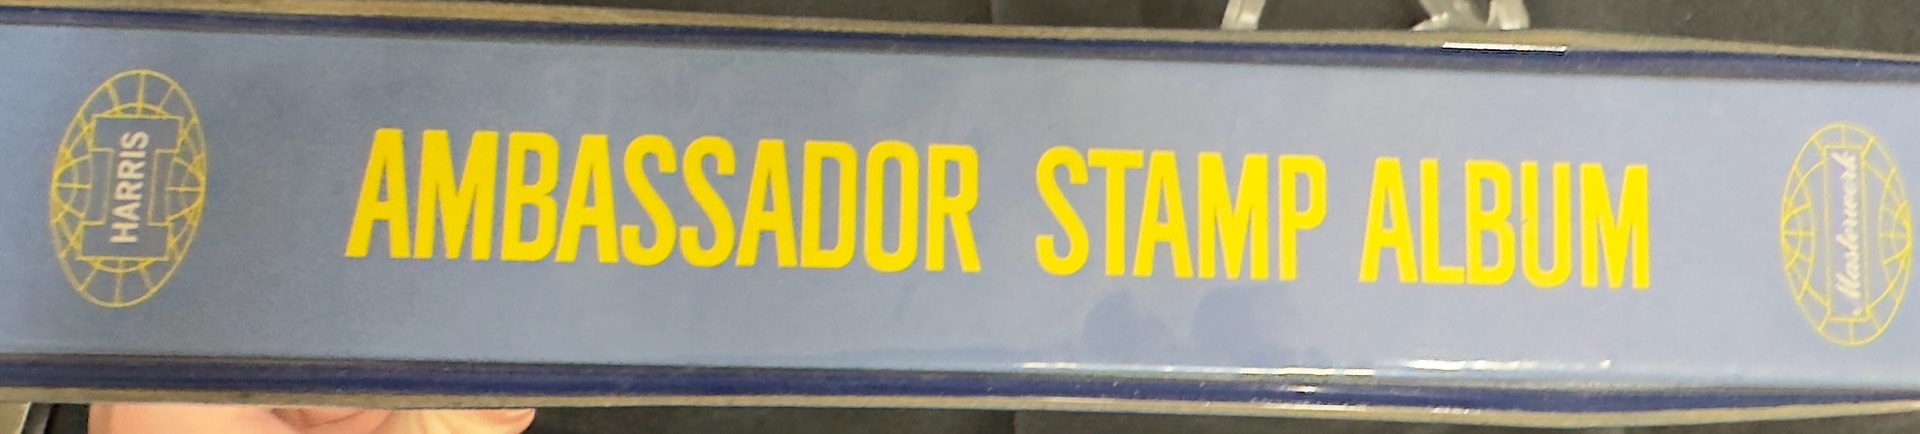 HARRIS
AMBASSADOR STAMP ALBUM
Masterwork